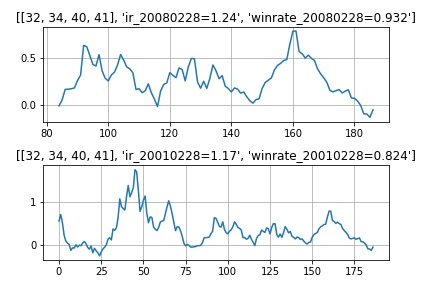 [[32, 34, 40, 41], 'ir_20080228=1.24', 'winrate_20080228=0.932']
0.5
0.0
80 100 120 140 160 180
[[32, 34, 40, 41], 'ir_20010228=1.17', 'winrate_20010228=0.824']
1
0
0 25 50 75 100 125 150 175